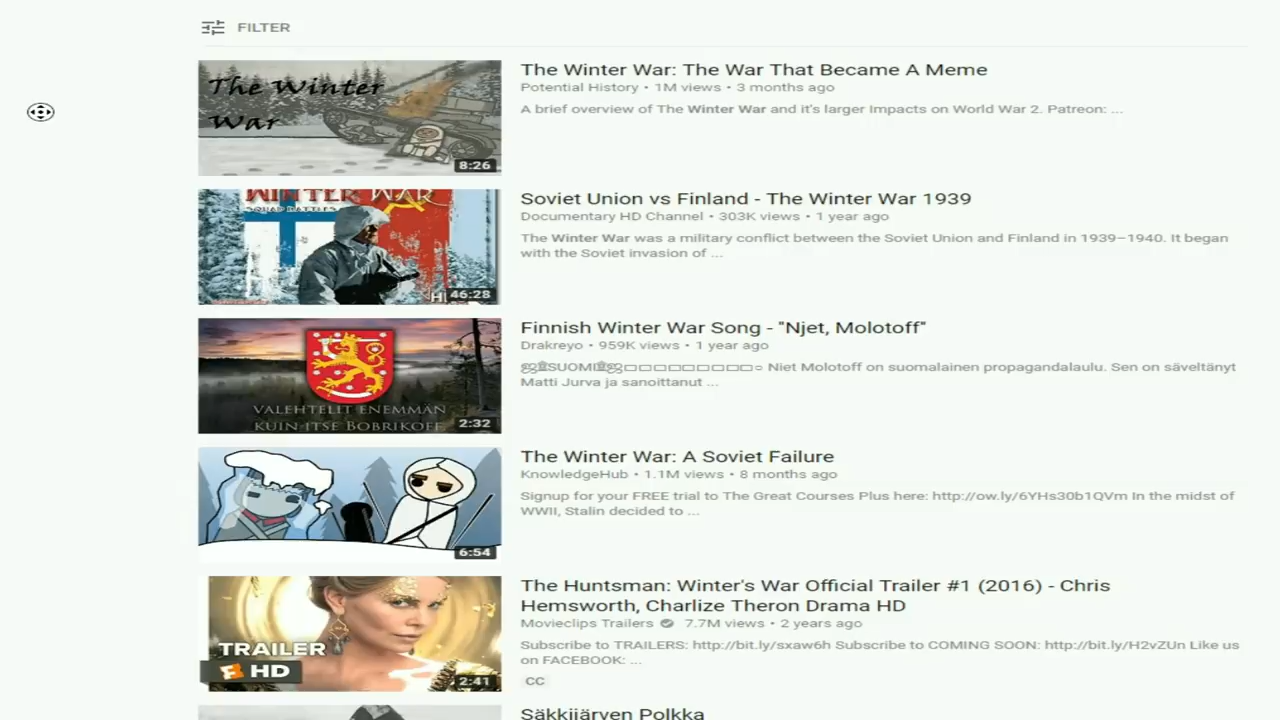 FILTER
The Winter
War
8:26
The Winter War: The War That Became A Meme
Potential History • 1M views • 3 months ago
A brief overview of The Winter War and it's larger Impacts on World War 2. Patreon: ...
WINTER WAR
SQUAD BATTLES
46:28
Soviet Union vs Finland - The Winter War 1939
Documentary HD Channel • 303K views • 1 year ago
The Winter War was a military conflict between the Soviet Union and Finland in 1939–1940. It began
with the Soviet invasion of ...
VALEHTELIT ENEMMÄN
KUIN ITSE BOBRIKOFF
2:32
Finnish Winter War Song - "Njet, Molotoff"
Drakreyo • 959K views • 1 year ago
SUOMI Niet Molotoff on suomalainen propagandalaulu. Sen on säveltänyt
Matti Jurva ja sanoittanut ...
6:54
The Winter War: A Soviet Failure
KnowledgeHub • 1.1M views • 8 months ago
Signup for your FREE trial to The Great Courses Plus here: http://ow.ly/6YHs30b1QVm In the midst of
WWII, Stalin decided to ...
TRAILER
HD
2:41
The Huntsman: Winter's War Official Trailer #1 (2016) - Chris
Hemsworth, Charlize Theron Drama HD
Movieclips Trailers 7.7M views • 2 years ago
Subscribe to TRAILERS: http://bit.ly/sxaw6h Subscribe to COMING SOON: http://bit.ly/H2vZUn Like us
on FACEBOOK: ...
CC
Säkkijärven Polkka